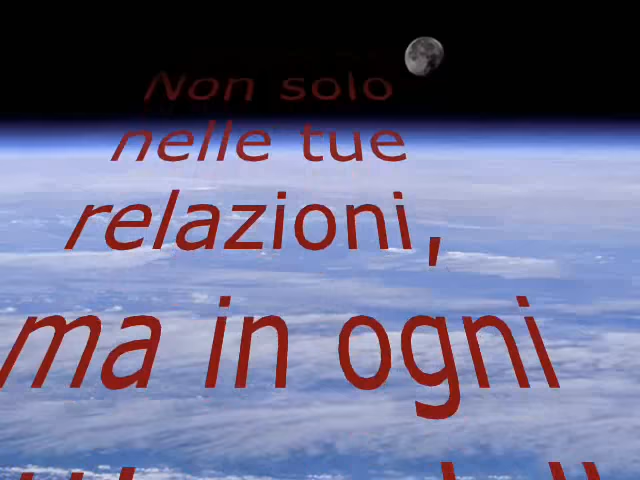 Non solo
nelle tue
relazioni,
ma in ogni